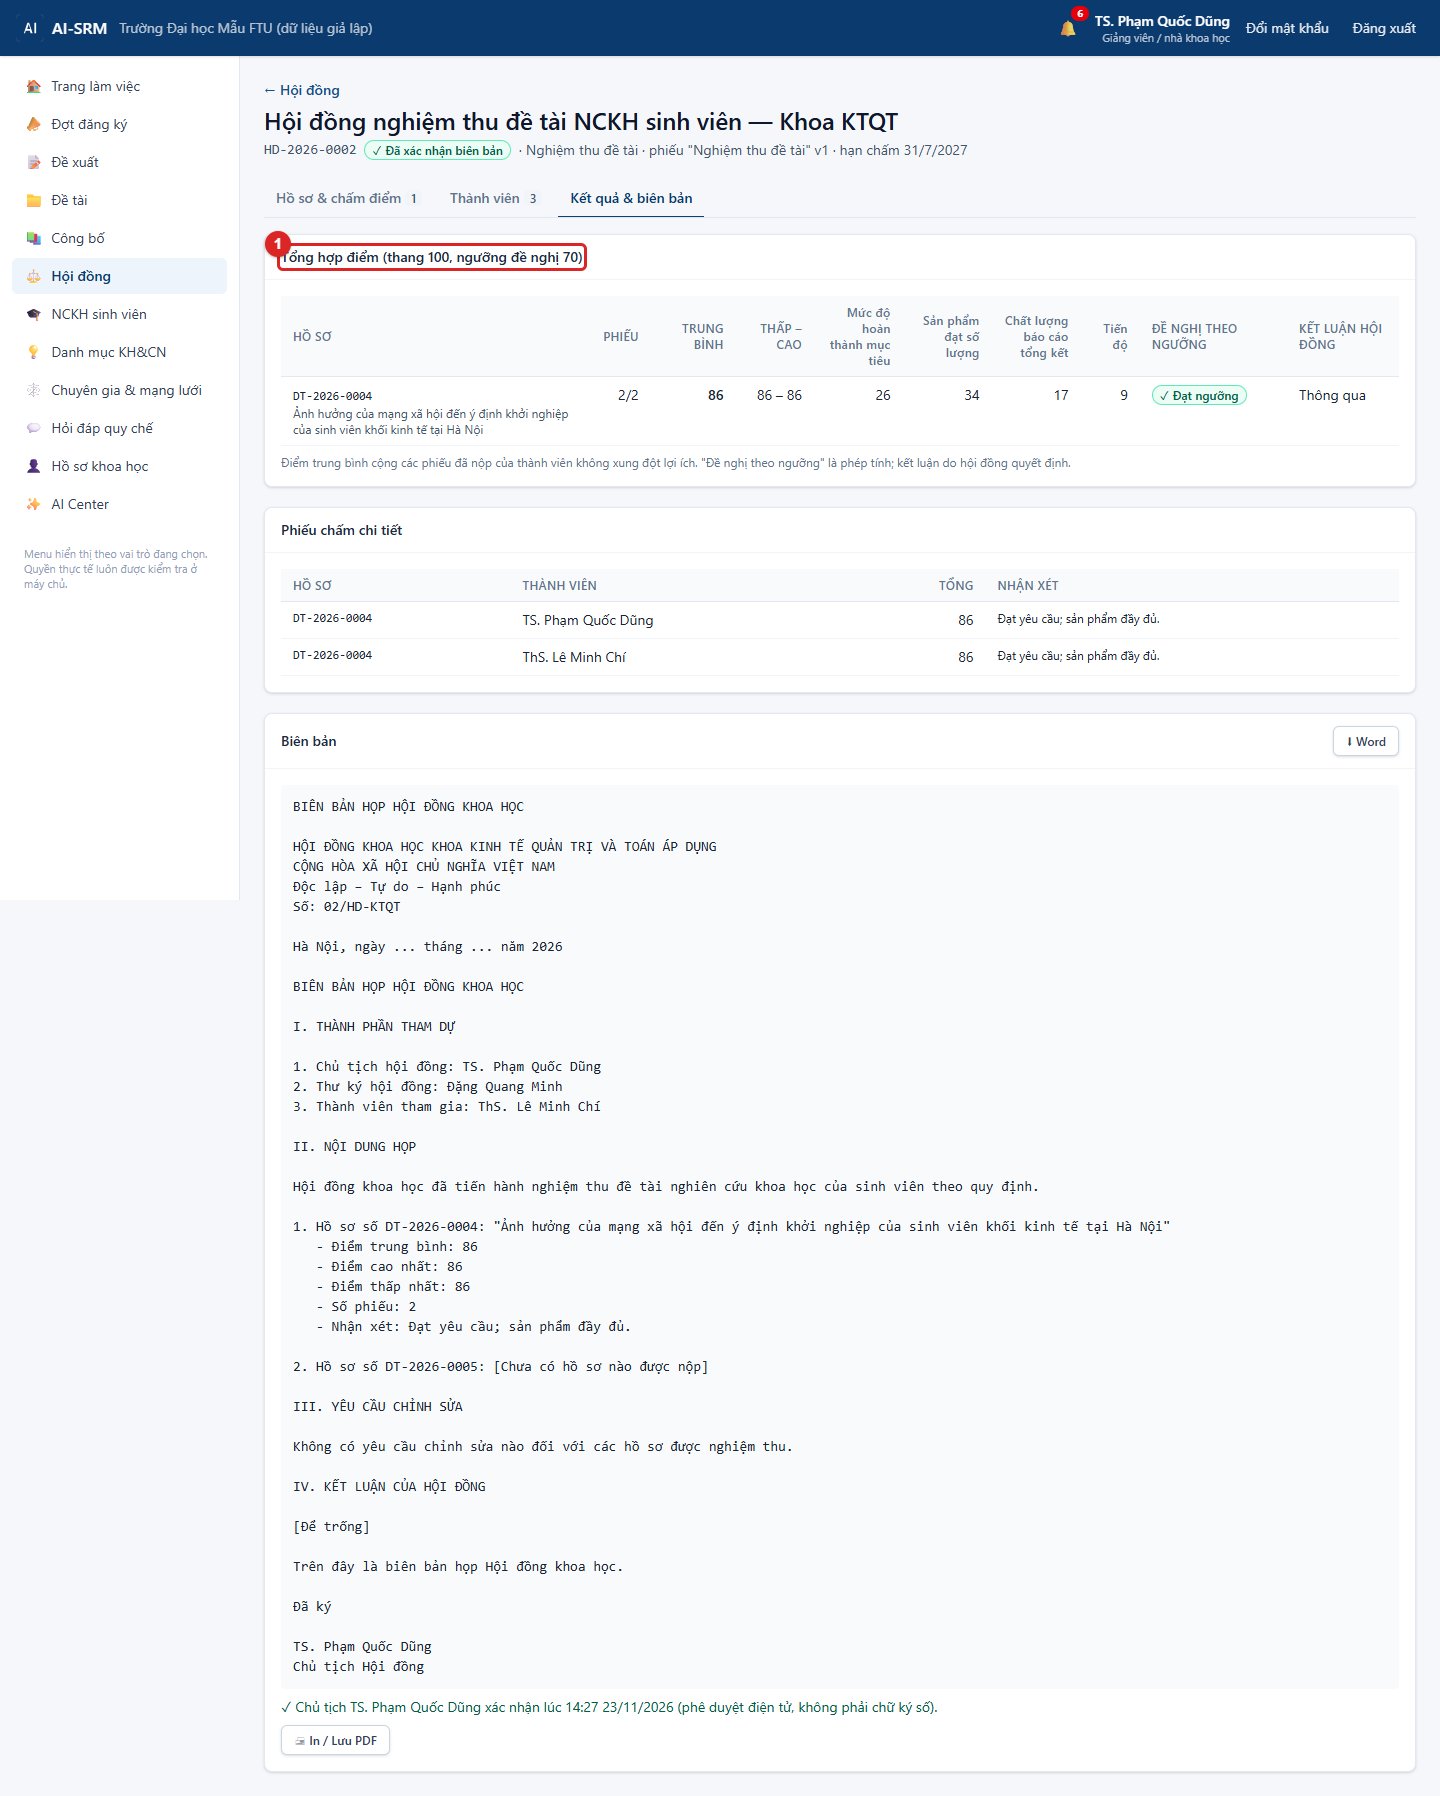 AI AI-SRM Trường Đại học Mẫu FTU (dữ liệu giả lập)
6
TS. Phạm Quốc Dũng
Giảng viên / nhà khoa học
Đổi mật khẩu
Đăng xuất
Trang làm việc
Đợt đăng ký
Đề xuất
Đề tài
Công bố
Hội đồng
NCKH sinh viên
Danh mục KH&CN
Chuyên gia & mạng lưới
Hỏi đáp quy chế
Hồ sơ khoa học
AI Center
Menu hiển thị theo vai trò đang chọn.
Quyền thực tế luôn được kiểm tra ở
máy chủ.
← Hội đồng
Hội đồng nghiệm thu đề tài NCKH sinh viên — Khoa KTQT
HD-2026-0002 ✓ Đã xác nhận biên bản · Nghiệm thu đề tài · phiếu "Nghiệm thu đề tài" v1 · hạn chấm 31/7/2027
Hồ sơ & chấm điểm 1
Thành viên 3
Kết quả & biên bản
1
Tổng hợp điểm (thang 100, ngưỡng đề nghị 70)
HỒ SƠ
PHIẾU
TRUNG
BÌNH
THẤP –
CAO
Mức độ
hoàn
thành mục
tiêu
Sản phẩm
đạt số
lượng
Chất lượng
báo cáo
tổng kết
Tiến
độ
ĐỀ NGHỊ THEO
NGƯỠNG
KẾT LUẬN HỘI
ĐỒNG
DT-2026-0004
Ảnh hưởng của mạng xã hội đến ý định khởi nghiệp
của sinh viên khối kinh tế tại Hà Nội
2/2
86
86 – 86
26
34
17
9
✓ Đạt ngưỡng
Thông qua
Điểm trung bình cộng các phiếu đã nộp của thành viên không xung đột lợi ích. "Đề nghị theo ngưỡng" là phép tính; kết luận do hội đồng quyết định.
Phiếu chấm chi tiết
HỒ SƠ THÀNH VIÊN TỔNG NHẬN XÉT
DT-2026-0004 TS. Phạm Quốc Dũng 86 Đạt yêu cầu; sản phẩm đầy đủ.
DT-2026-0004 ThS. Lê Minh Chí 86 Đạt yêu cầu; sản phẩm đầy đủ.
Biên bản
⬇ Word
BIÊN BẢN HỌP HỘI ĐỒNG KHOA HỌC
HỘI ĐỒNG KHOA HỌC KHOA KINH TẾ QUẢN TRỊ VÀ TOÁN ÁP DỤNG
CỘNG HÒA XÃ HỘI CHỦ NGHĨA VIỆT NAM
Độc lập – Tự do – Hạnh phúc
Số: 02/HD-KTQT
Hà Nội, ngày ... tháng ... năm 2026
BIÊN BẢN HỌP HỘI ĐỒNG KHOA HỌC
I. THÀNH PHẦN THAM DỰ
1. Chủ tịch hội đồng: TS. Phạm Quốc Dũng
2. Thư ký hội đồng: Đặng Quang Minh
3. Thành viên tham gia: ThS. Lê Minh Chí
II. NỘI DUNG HỌP
Hội đồng khoa học đã tiến hành nghiệm thu đề tài nghiên cứu khoa học của sinh viên theo quy định.
1. Hồ sơ số DT-2026-0004: "Ảnh hưởng của mạng xã hội đến ý định khởi nghiệp của sinh viên khối kinh tế tại Hà Nội"
- Điểm trung bình: 86
- Điểm cao nhất: 86
- Điểm thấp nhất: 86
- Số phiếu: 2
- Nhận xét: Đạt yêu cầu; sản phẩm đầy đủ.
2. Hồ sơ số DT-2026-0005: [Chưa có hồ sơ nào được nộp]
III. YÊU CẦU CHỈNH SỬA
Không có yêu cầu chỉnh sửa nào đối với các hồ sơ được nghiệm thu.
IV. KẾT LUẬN CỦA HỘI ĐỒNG
[Để trống]
Trên đây là biên bản họp Hội đồng khoa học.
Đã ký
TS. Phạm Quốc Dũng
Chủ tịch Hội đồng
✓ Chủ tịch TS. Phạm Quốc Dũng xác nhận lúc 14:27 23/11/2026 (phê duyệt điện tử, không phải chữ ký số).
In / Lưu PDF